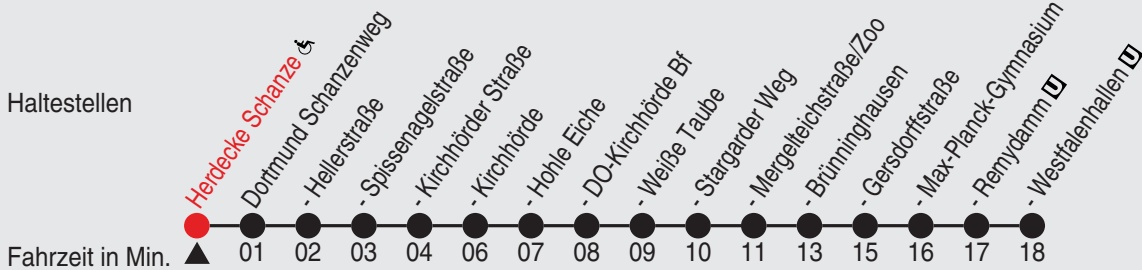 Haltestellen
Herdecke Schanze
Dortmund Schanzenweg
- Hellerstraße
- Spissenagelstraße
- Kirchhörder Straße
- Kirchhörde
- Hohle Eiche
- DO-Kirchhörde Bf
- Weiße Taube
- Stargarder Weg
- Mergelteichstraße/Zoo
- Brünninghausen
- Gersdorffstraße
- Max-Planck-Gymnasium
- Remydamm U
- Westfalenhallen U
Fahrzeit in Min. 01 02 03 04 06 07 08 09 10 11 13 15 16 17 18